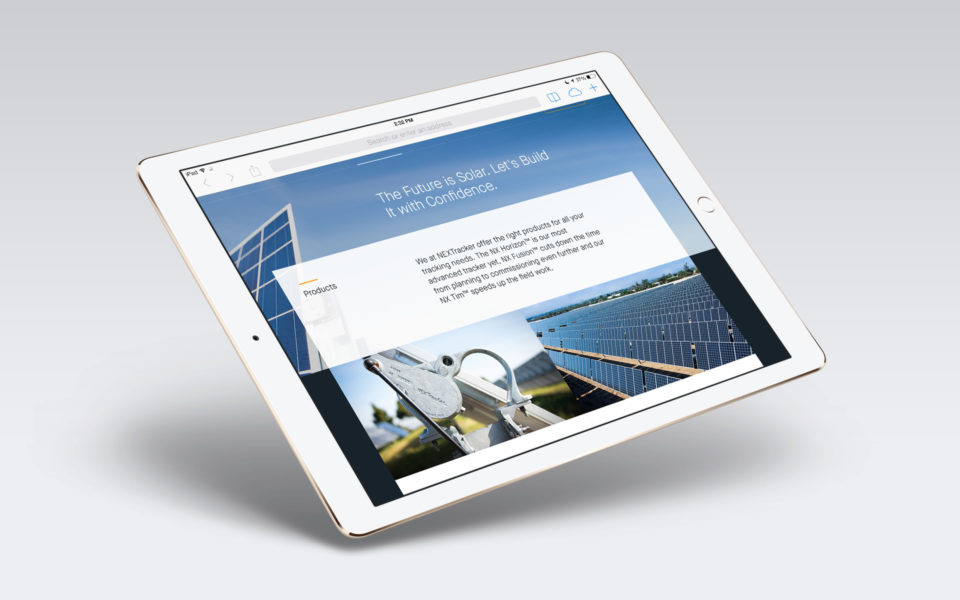 iPad
2:30 PM
31%
Search or enter an address
The Future is Solar. Let's Build
It with Confidence.
Products
We at NEXTracker offer the right products for all your
tracking needs. The NX Horizon™ is our most
advanced tracker yet. NX Fusion™ cuts down the time
from planning to commissioning even further and our
NX Tim™ speeds up the field work.